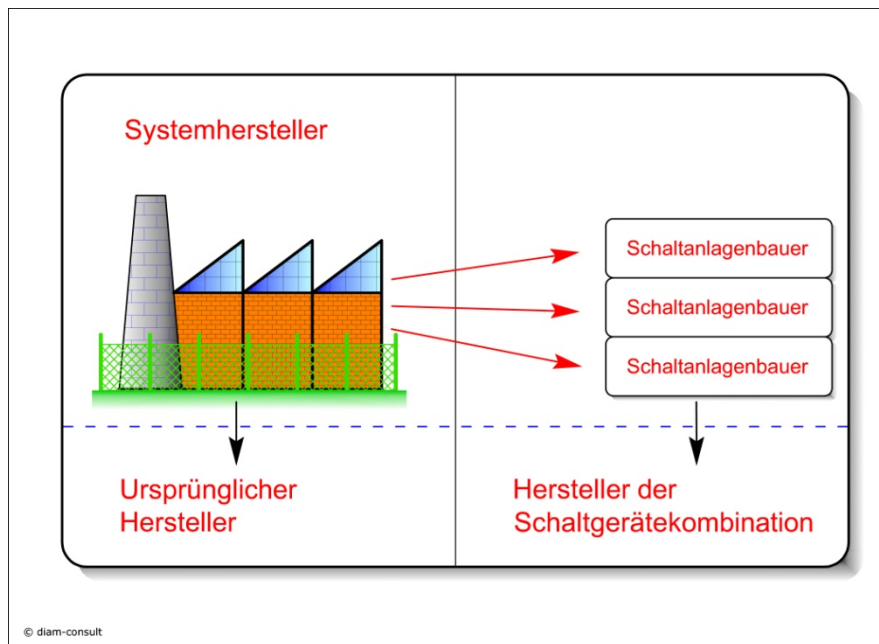 Systemhersteller
Schaltanlagenbauer
Schaltanlagenbauer
Schaltanlagenbauer
Ursprünglicher
Hersteller
Hersteller der
Schaltgerätekombination
© diam-consult